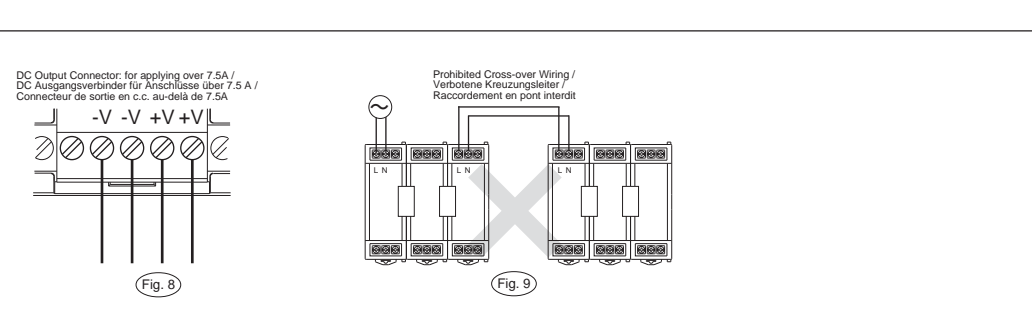 DC Output Connector: for applying over 7.5A /
DC Ausgangsverbinder für Anschlüsse über 7.5 A /
Connecteur de sortie en c.c. au-delà de 7.5A
-V -V +V +V
Fig. 8
Prohibited Cross-over Wiring /
Verbotene Kreuzungsleiter /
Raccordement en pont interdit
L N L N L N
Fig. 9